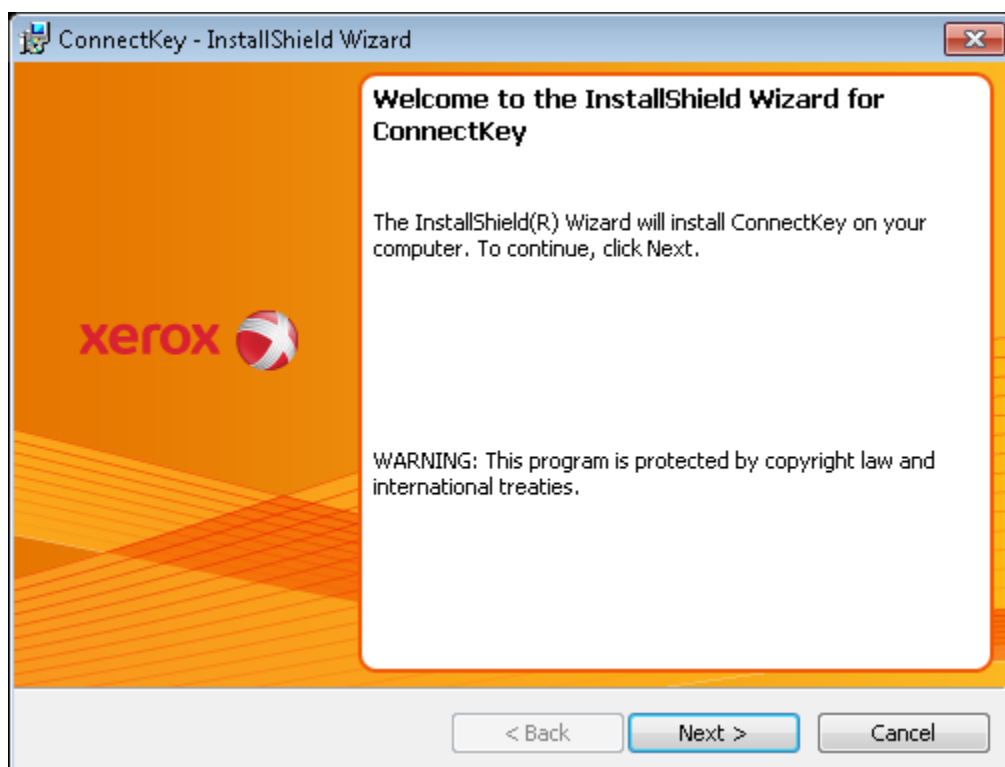 ConnectKey - InstallShield Wizard
Welcome to the InstallShield Wizard for
ConnectKey
The InstallShield(R) Wizard will install ConnectKey on your
computer. To continue, click Next.
xerox
WARNING: This program is protected by copyright law and
international treaties.
< Back
Next >
Cancel